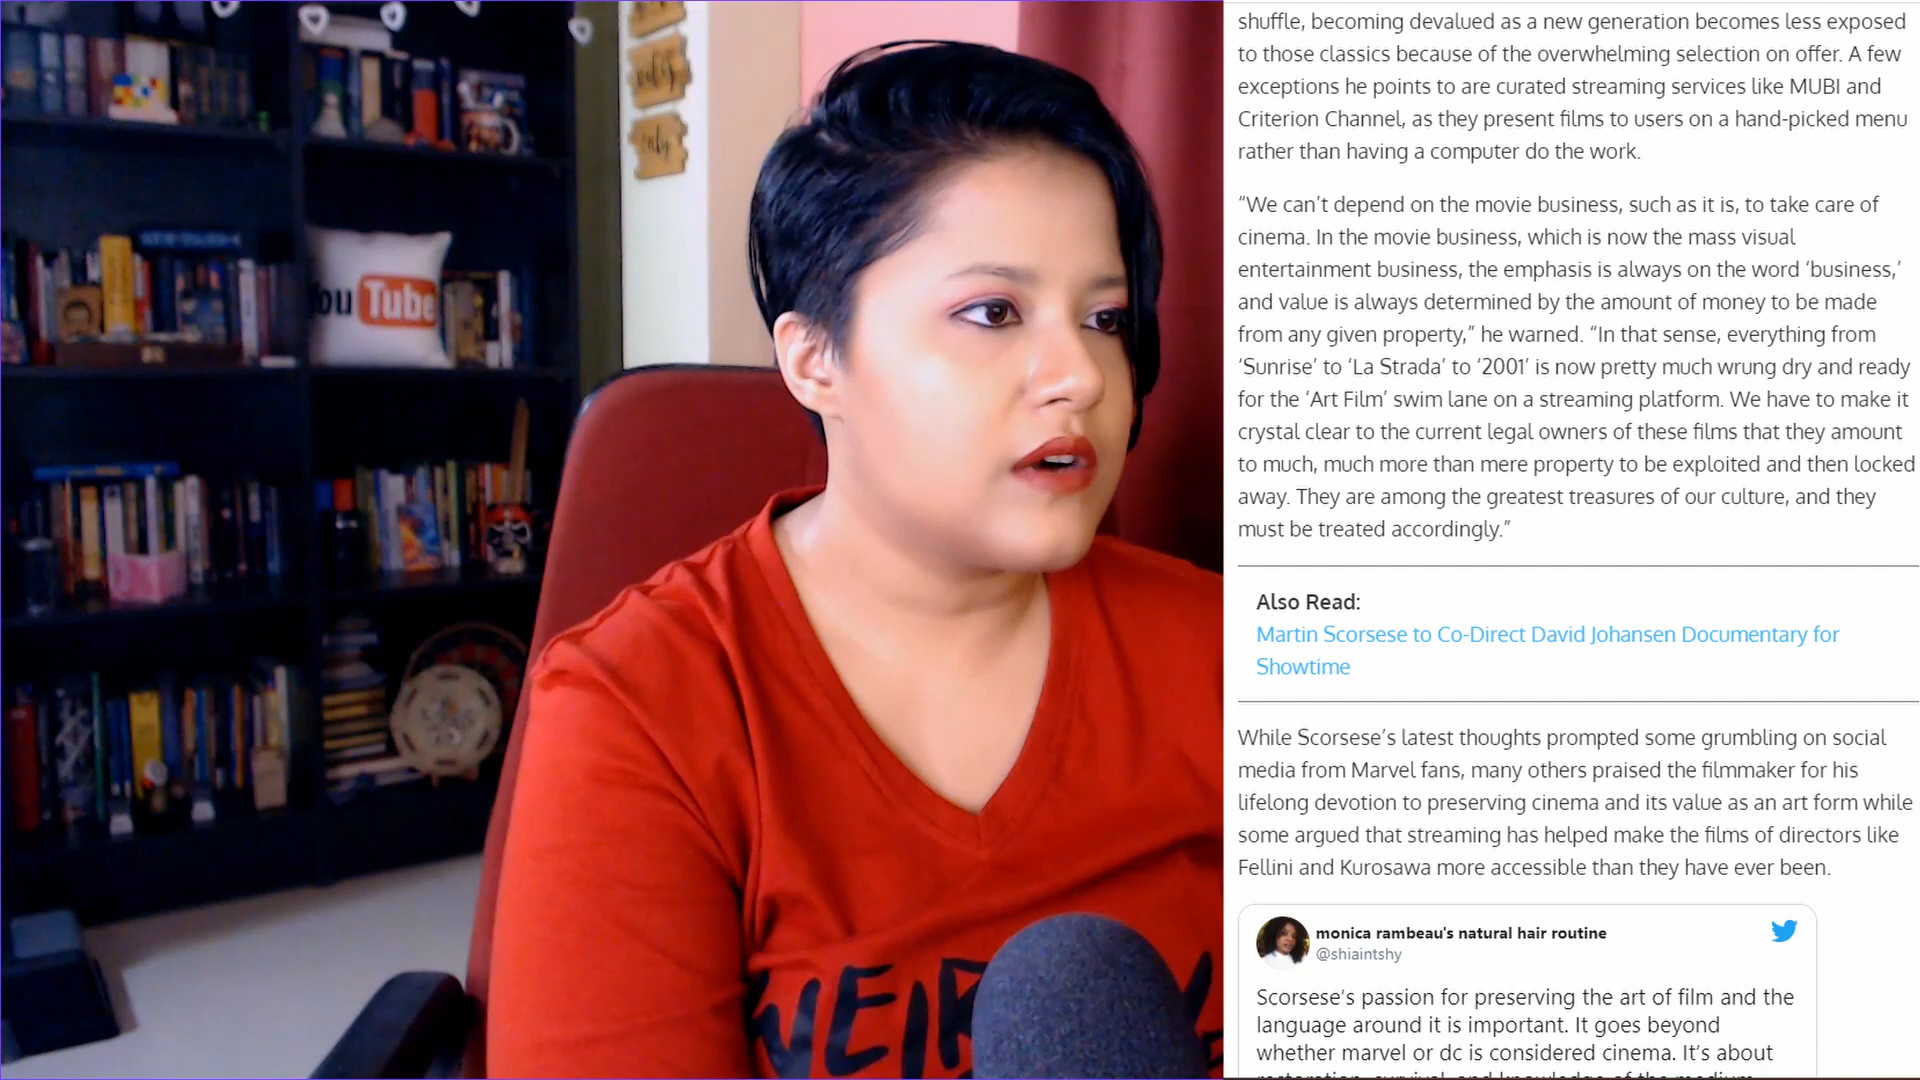 shuffle, becoming devalued as a new generation becomes less exposed
to those classics because of the overwhelming selection on offer. A few
exceptions he points to are curated streaming services like MUBI and
Criterion Channel, as they present films to users on a hand-picked menu
rather than having a computer do the work.
“We can’t depend on the movie business, such as it is, to take care of
cinema. In the movie business, which is now the mass visual
entertainment business, the emphasis is always on the word ‘business,’
and value is always determined by the amount of money to be made
from any given property,” he warned. “In that sense, everything from
‘Sunrise’ to ‘La Strada’ to ‘2001’ is now pretty much wrung dry and ready
for the ‘Art Film’ swim lane on a streaming platform. We have to make it
crystal clear to the current legal owners of these films that they amount
to much, much more than mere property to be exploited and then locked
away. They are among the greatest treasures of our culture, and they
must be treated accordingly.”
Also Read:
Martin Scorsese to Co-Direct David Johansen Documentary for
Showtime
While Scorsese’s latest thoughts prompted some grumbling on social
media from Marvel fans, many others praised the filmmaker for his
lifelong devotion to preserving cinema and its value as an art form while
some argued that streaming has helped make the films of directors like
Fellini and Kurosawa more accessible than they have ever been.
monica rambeau's natural hair routine
@shiaintshy
Scorsese’s passion for preserving the art of film and the
language around it is important. It goes beyond
whether marvel or dc is considered cinema. It’s about
ou Tube